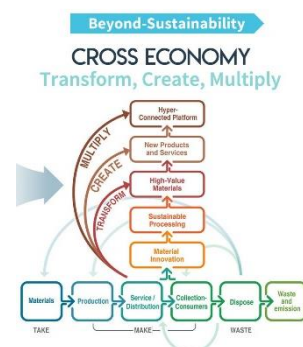 Beyond-Sustainability
CROSS ECONOMY
Transform, Create, Multiply
Hyper-
Connected Platform
New Products
and Services
High-Value
Materials
Sustainable
Processing
Material
Innovation
MULTIPLY
CREATE
TRANSFORM
Materials
Production
Service /
Distribution
Collection-
Consumers
Dispose
Waste
and
emission
TAKE
MAKE
WASTE